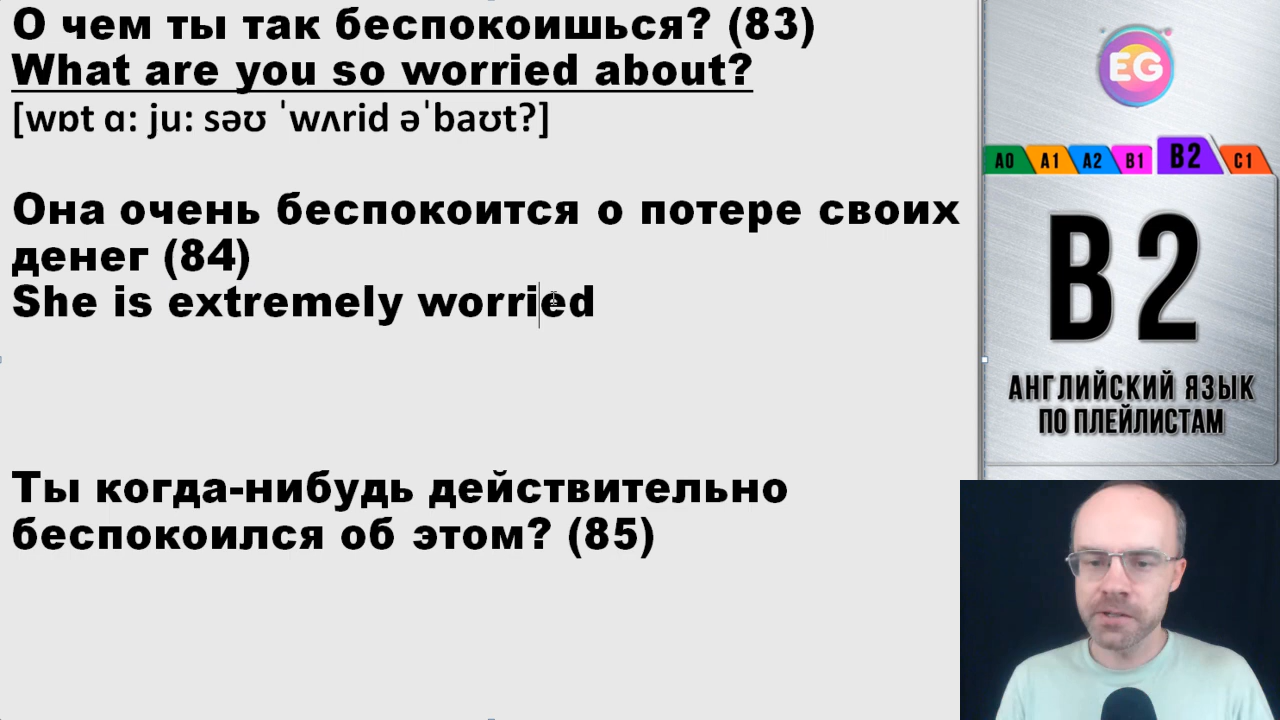 О чем ты так беспокоишься? (83)
What are you so worried about?
[wɒt ɑː juː səʊ ˈwʌrid əˈbaʊt?]
Она очень беспокоится о потере своих
денег (84)
She is extremely worried
Ты когда-нибудь действительно
беспокоился об этом? (85)
EG
A0 A1 A2 B1 B2 C1
B2
АНГЛИЙСКИЙ ЯЗЫК
ПО ПЛЕЙЛИСТАМ